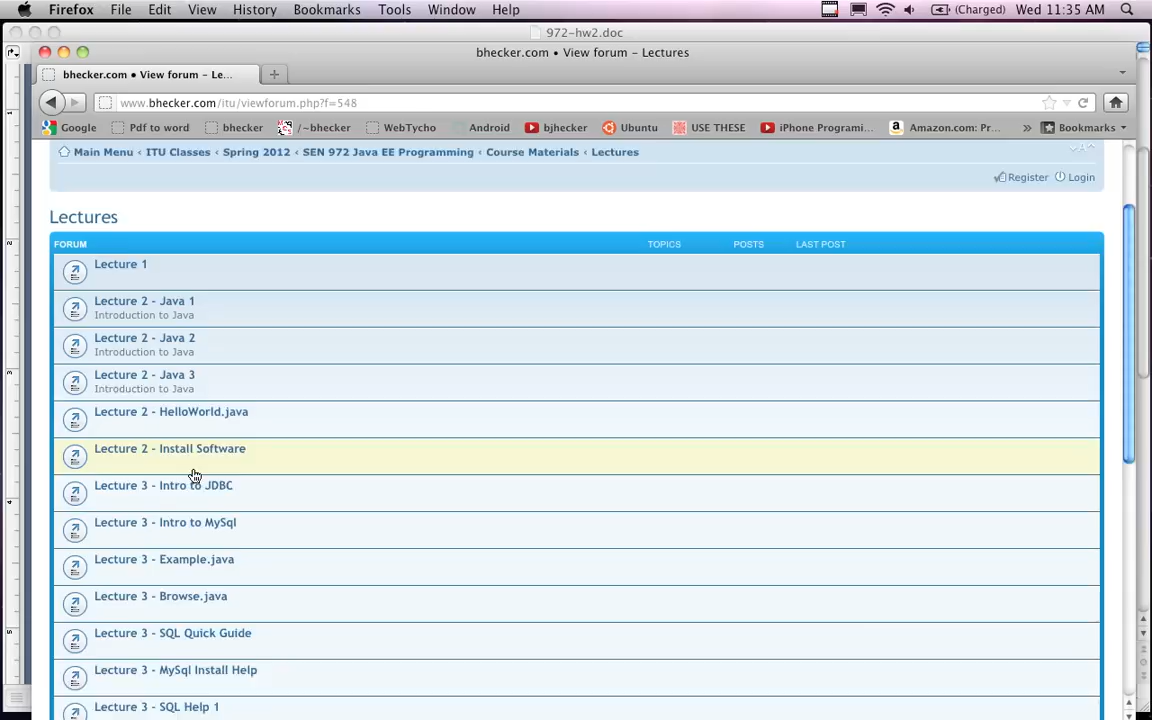 Firefox File Edit View History Bookmarks Tools Window Help (Charged) Wed 11:35 AM
972-hw2.doc
bhecker.com • View forum – Lectures
bhecker.com • View forum – Le...
www.bhecker.com/itu/viewforum.php?f=548
Google Pdf to word bhecker /~bhecker WebTycho Android bjhecker Ubuntu USE THESE iPhone Programi... Amazon.com: Pr... » Bookmarks
Main Menu ‹ ITU Classes ‹ Spring 2012 ‹ SEN 972 Java EE Programming ‹ Course Materials ‹ Lectures
Register Login
Lectures
FORUM TOPICS POSTS LAST POST
Lecture 1
Lecture 2 - Java 1
Introduction to Java
Lecture 2 - Java 2
Introduction to Java
Lecture 2 - Java 3
Introduction to Java
Lecture 2 - HelloWorld.java
Lecture 2 - Install Software
Lecture 3 - Intro to JDBC
Lecture 3 - Intro to MySql
Lecture 3 - Example.java
Lecture 3 - Browse.java
Lecture 3 - SQL Quick Guide
Lecture 3 - MySql Install Help
Lecture 3 - SQL Help 1